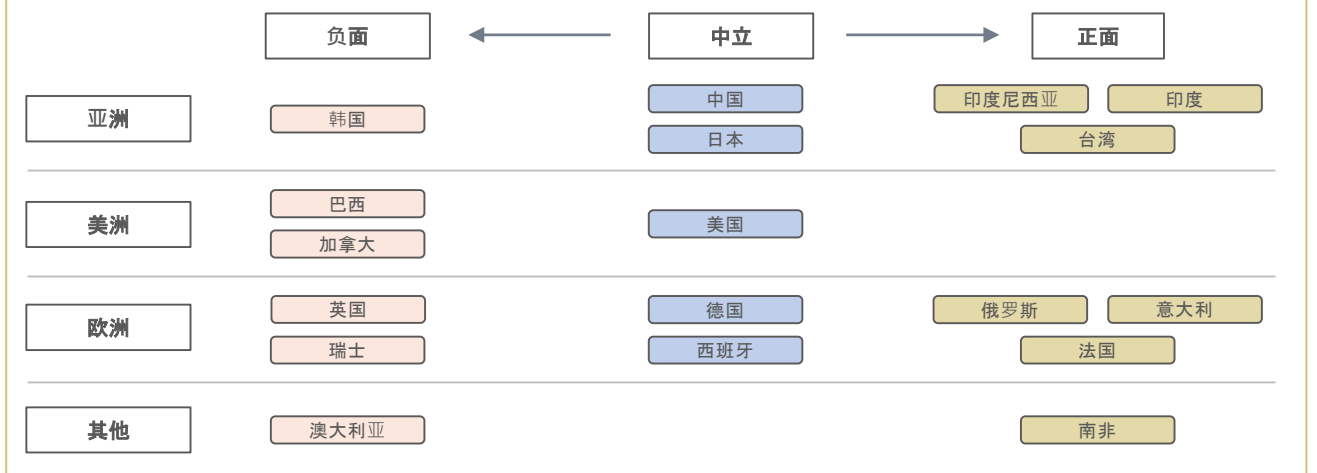 负面 中立 正面
亚洲
韩国
中国
日本
印度尼西亚 印度
台湾
美洲
巴西
加拿大
美国
欧洲
英国
瑞士
德国
西班牙
俄罗斯 意大利
法国
其他
澳大利亚
南非